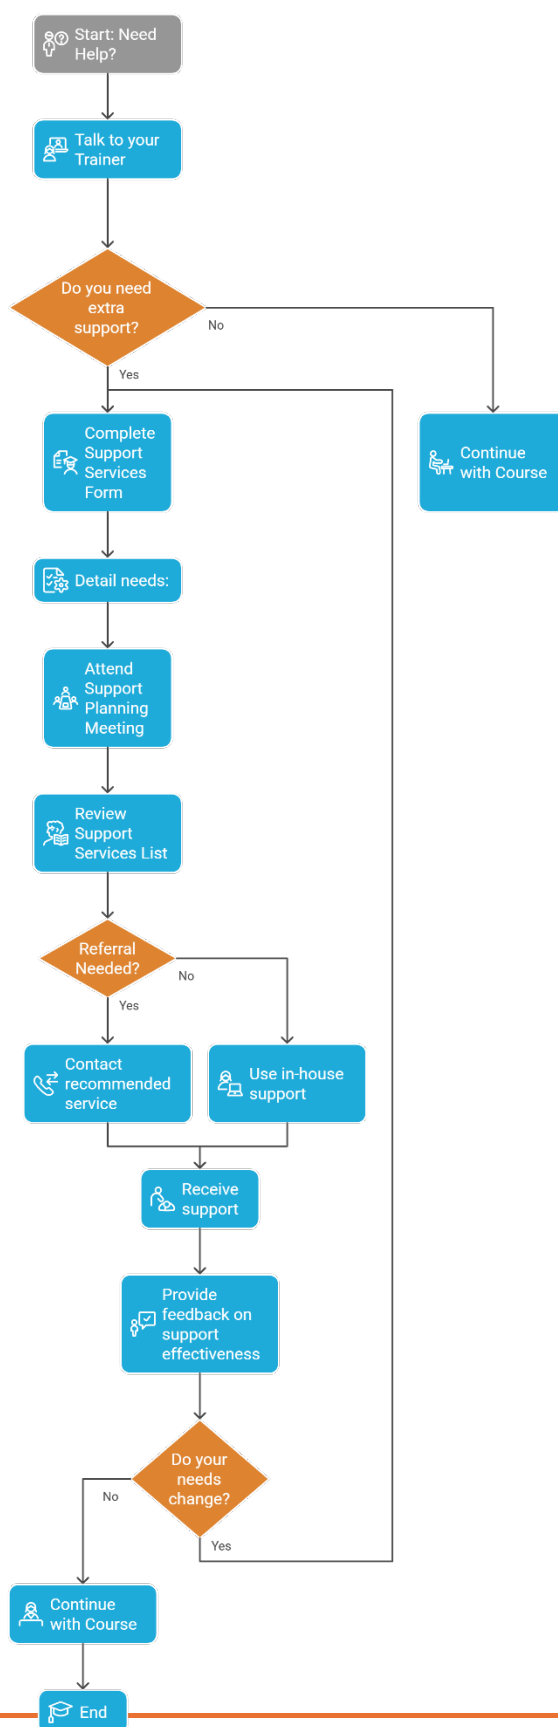 Start: Need
Help?
Talk to your
Trainer
Do you need
extra
support?
No
Yes
Complete
Support
Services
Form
Continue
with Course
Detail needs:
Attend
Support
Planning
Meeting
Review
Support
Services List
Referral
Needed?
No
Yes
Contact
recommended
service
Use in-house
support
Receive
support
Provide
feedback on
support
effectiveness
Do your
needs
change?
No
Yes
Continue
with Course
End